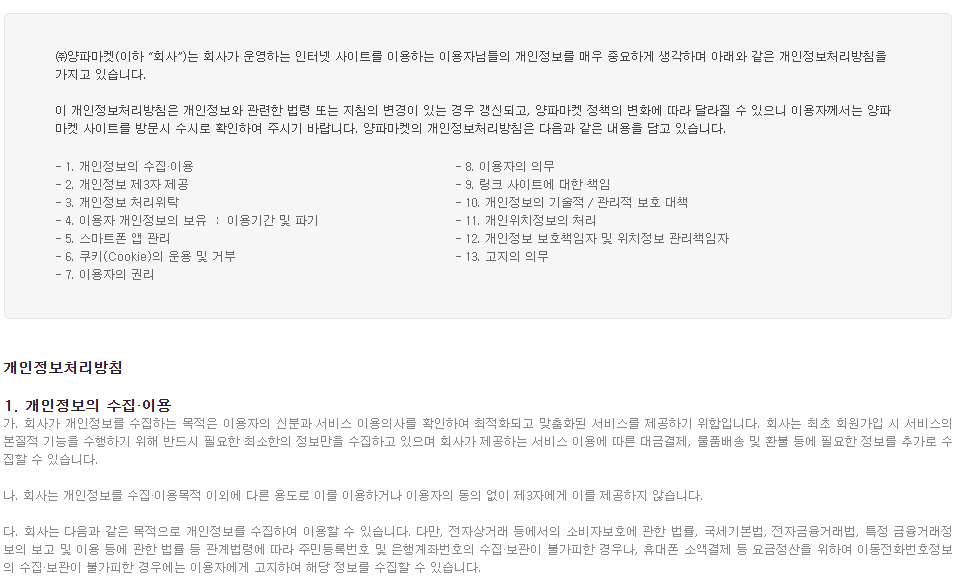 ㈜양파마켓(이하 “회사”)는 회사가 운영하는 인터넷 사이트를 이용하는 이용자님들의 개인정보를 매우 중요하게 생각하며 아래와 같은 개인정보처리방침을
가지고 있습니다.
이 개인정보처리방침은 개인정보와 관련한 법령 또는 지침의 변경이 있는 경우 갱신되고, 양파마켓 정책의 변화에 따라 달라질 수 있으니 이용자께서는 양파
마켓 사이트를 방문시 수시로 확인하여 주시기 바랍니다. 양파마켓의 개인정보처리방침은 다음과 같은 내용을 담고 있습니다.
- 1. 개인정보의 수집·이용
- 2. 개인정보 제3자 제공
- 3. 개인정보 처리위탁
- 4. 이용자 개인정보의 보유 : 이용기간 및 파기
- 5. 스마트폰 앱 관리
- 6. 쿠키(Cookie)의 운용 및 거부
- 7. 이용자의 권리
- 8. 이용자의 의무
- 9. 링크 사이트에 대한 책임
- 10. 개인정보의 기술적 / 관리적 보호 대책
- 11. 개인위치정보의 처리
- 12. 개인정보 보호책임자 및 위치정보 관리책임자
- 13. 고지의 의무
개인정보처리방침
1. 개인정보의 수집·이용
가. 회사가 개인정보를 수집하는 목적은 이용자의 신분과 서비스 이용의사를 확인하여 최적화되고 맞춤화된 서비스를 제공하기 위함입니다. 회사는 최초 회원가입 시 서비스의
본질적 기능을 수행하기 위해 반드시 필요한 최소한의 정보만을 수집하고 있으며 회사가 제공하는 서비스 이용에 따른 대금결제, 물품배송 및 환불 등에 필요한 정보를 추가로 수
집할 수 있습니다.
나. 회사는 개인정보를 수집·이용목적 이외에 다른 용도로 이를 이용하거나 이용자의 동의 없이 제3자에게 이를 제공하지 않습니다.
다. 회사는 다음과 같은 목적으로 개인정보를 수집하여 이용할 수 있습니다. 다만, 전자상거래 등에서의 소비자보호에 관한 법률, 국세기본법, 전자금융거래법, 특정 금융거래정
보의 보고 및 이용 등에 관한 법률 등 관계법령에 따라 주민등록번호 및 은행계좌번호의 수집·보관이 불가피한 경우나, 휴대폰 소액결제 등 요금정산을 위하여 이동전화번호정보
의 수집·보관이 불가피한 경우에는 이용자에게 고지하여 해당 정보를 수집할 수 있습니다.